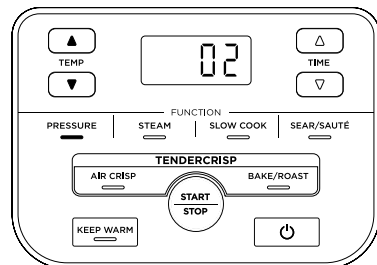 02
TEMP
TIME
FUNCTION
PRESSURE
STEAM
SLOW COOK
SEAR/SAUTÉ
TENDERCRISP
AIR CRISP
BAKE/ROAST
START
STOP
KEEP WARM